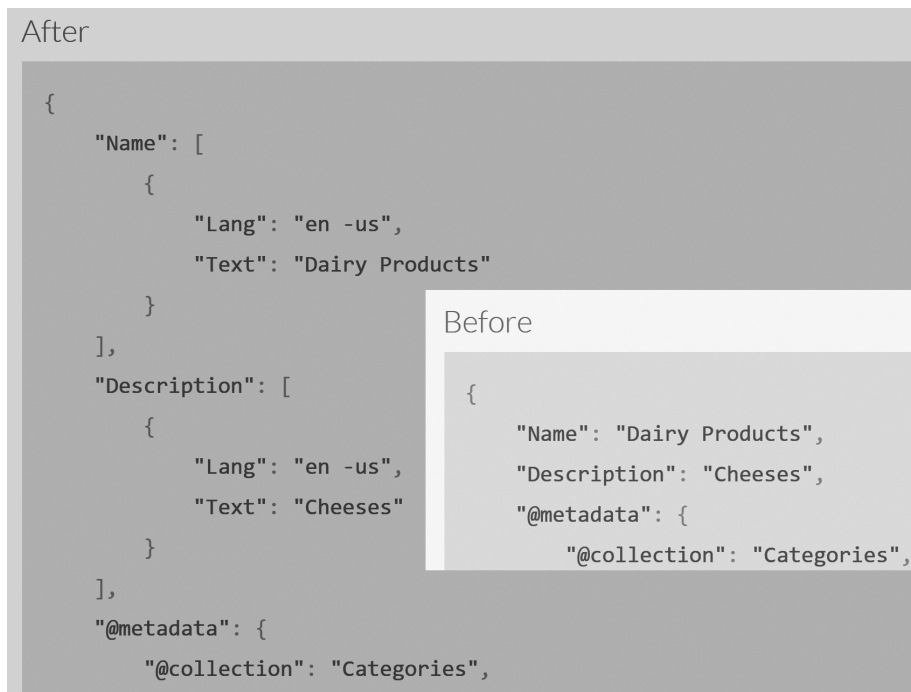 After
{
"Name": [
{
"Lang": "en -us",
"Text": "Dairy Products"
}
],
"Description": [
{
"Lang": "en -us",
"Text": "Cheeses"
}
],
"@metadata": {
"@collection": "Categories",
Before
{
"Name": "Dairy Products",
"Description": "Cheeses",
"@metadata": {
"@collection": "Categories",